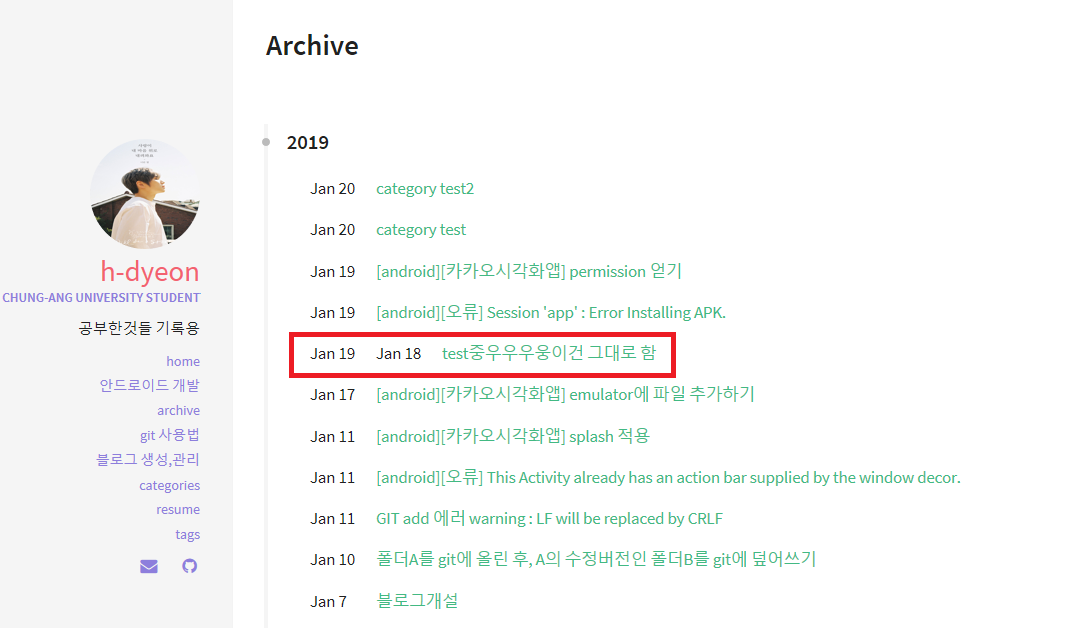 h-dyeon
CHUNG-ANG UNIVERSITY STUDENT
공부한것들 기록용
home
안드로이드 개발
archive
git 사용법
블로그 생성,관리
categories
resume
tags
Archive
2019
Jan 20 category test2
Jan 20 category test
Jan 19 [android][카카오시각화앱] permission 얻기
Jan 19 [android][오류] Session 'app' : Error Installing APK.
Jan 19 Jan 18 test중우우우웅이건 그대로 함
Jan 17 [android][카카오시각화앱] emulator에 파일 추가하기
Jan 11 [android][카카오시각화앱] splash 적용
Jan 11 [android][오류] This Activity already has an action bar supplied by the window decor.
Jan 11 GIT add 에러 warning : LF will be replaced by CRLF
Jan 10 폴더A를 git에 올린 후, A의 수정버전인 폴더B를 git에 덮어쓰기
Jan 7 블로그개설